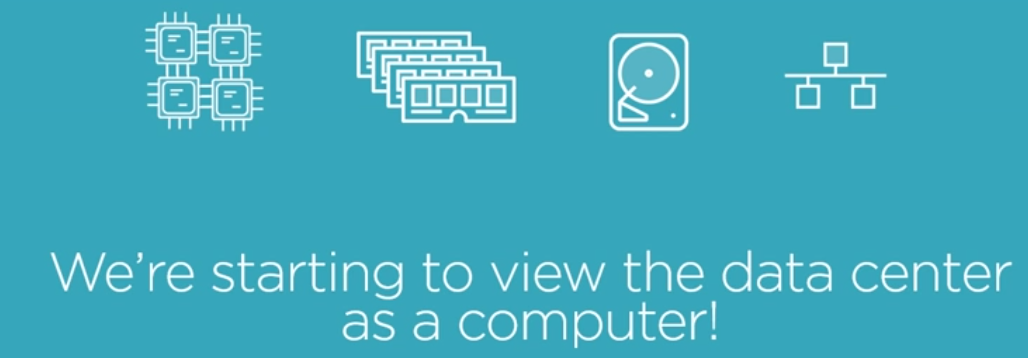 We're starting to view the data center
as a computer!